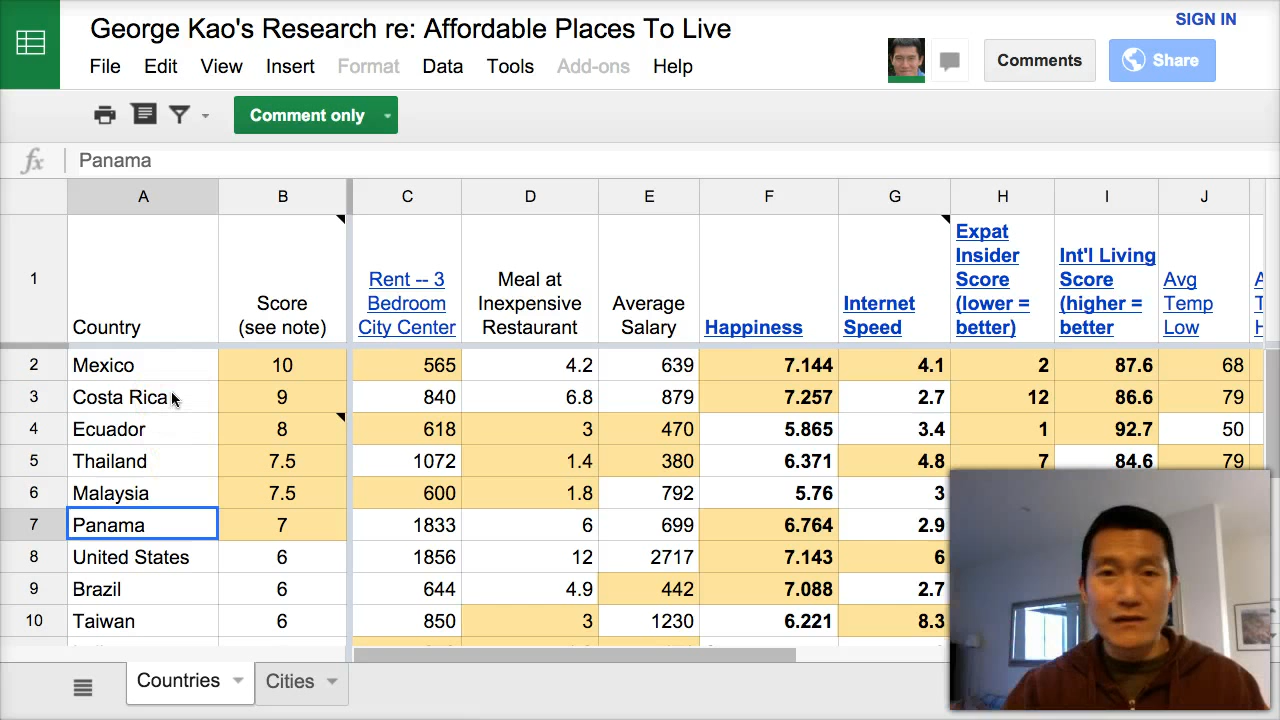 George Kao's Research re: Affordable Places To Live
SIGN IN
File Edit View Insert Format Data Tools Add-ons Help
Comments Share
Comment only
fx Panama
A B C D E F G H I J
1 Country Score (see note) Rent -- 3 Bedroom City Center Meal at Inexpensive Restaurant Average Salary Happiness Internet Speed Expat Insider Score (lower = better) Int'l Living Score (higher = better Avg Temp Low
2 Mexico 10 565 4.2 639 7.144 4.1 2 87.6 68
3 Costa Rica 9 840 6.8 879 7.257 2.7 12 86.6 79
4 Ecuador 8 618 3 470 5.865 3.4 1 92.7 50
5 Thailand 7.5 1072 1.4 380 6.371 4.8 7 84.6 79
6 Malaysia 7.5 600 1.8 792 5.76 3
7 Panama 7 1833 6 699 6.764 2.9
8 United States 6 1856 12 2717 7.143 6
9 Brazil 6 644 4.9 442 7.088 2.7
10 Taiwan 6 850 3 1230 6.221 8.3
Countries Cities